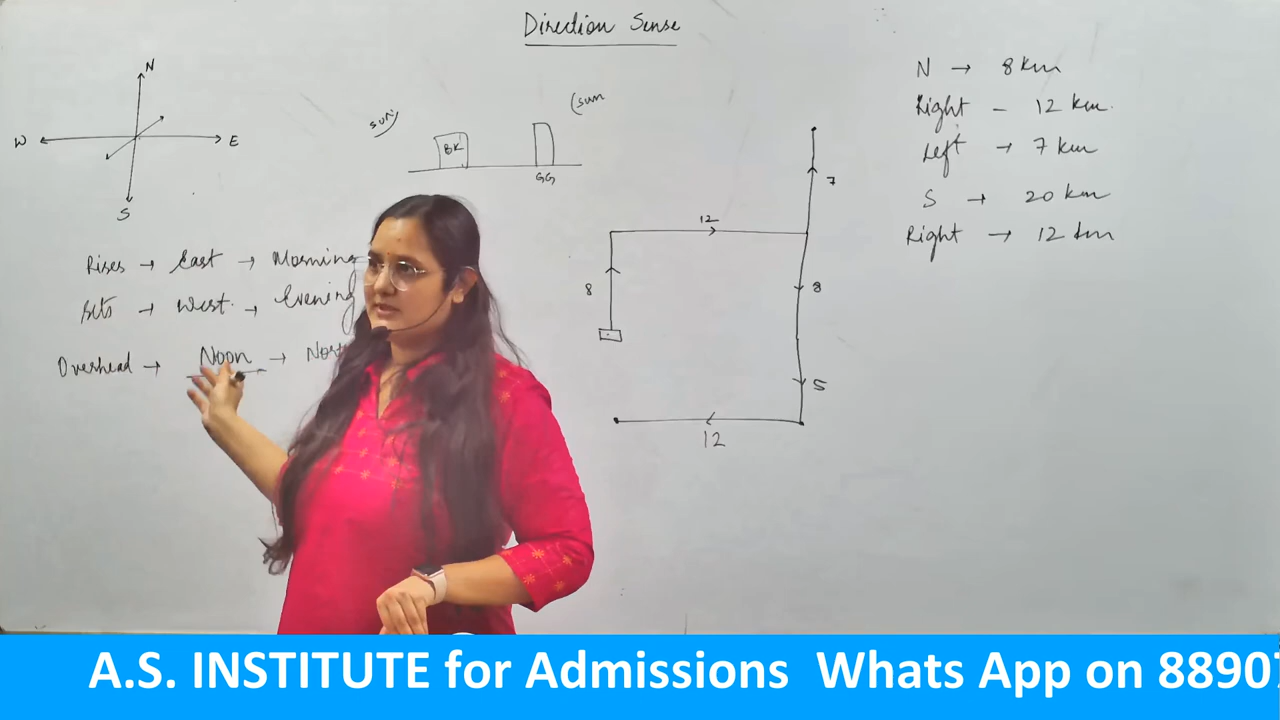 Direction Sense
N
W
E
S
sun
(sun
BK
GG
Rises → East → Morning
Sets → West → Evening
Overhead → Noon →
12
7
8
8
S
12
N → 8 km
Right - 12 km.
Left → 7 km
S → 20 km
Right → 12 km
A.S. INSTITUTE for Admissions Whats App on 8890